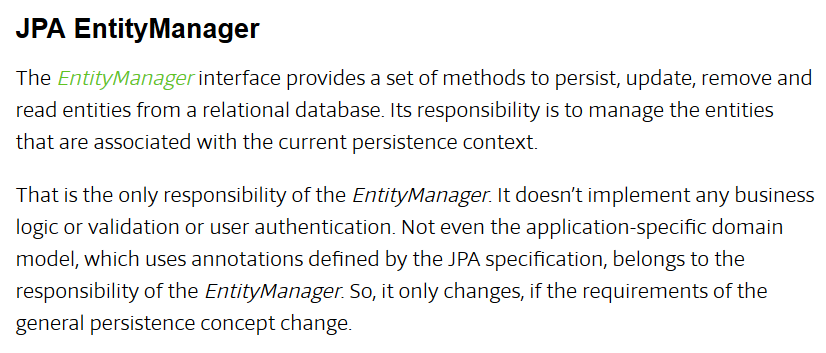 JPA EntityManager
The EntityManager interface provides a set of methods to persist, update, remove and
read entities from a relational database. Its responsibility is to manage the entities
that are associated with the current persistence context.
That is the only responsibility of the EntityManager. It doesn’t implement any business
logic or validation or user authentication. Not even the application-specific domain
model, which uses annotations defined by the JPA specification, belongs to the
responsibility of the EntityManager. So, it only changes, if the requirements of the
general persistence concept change.